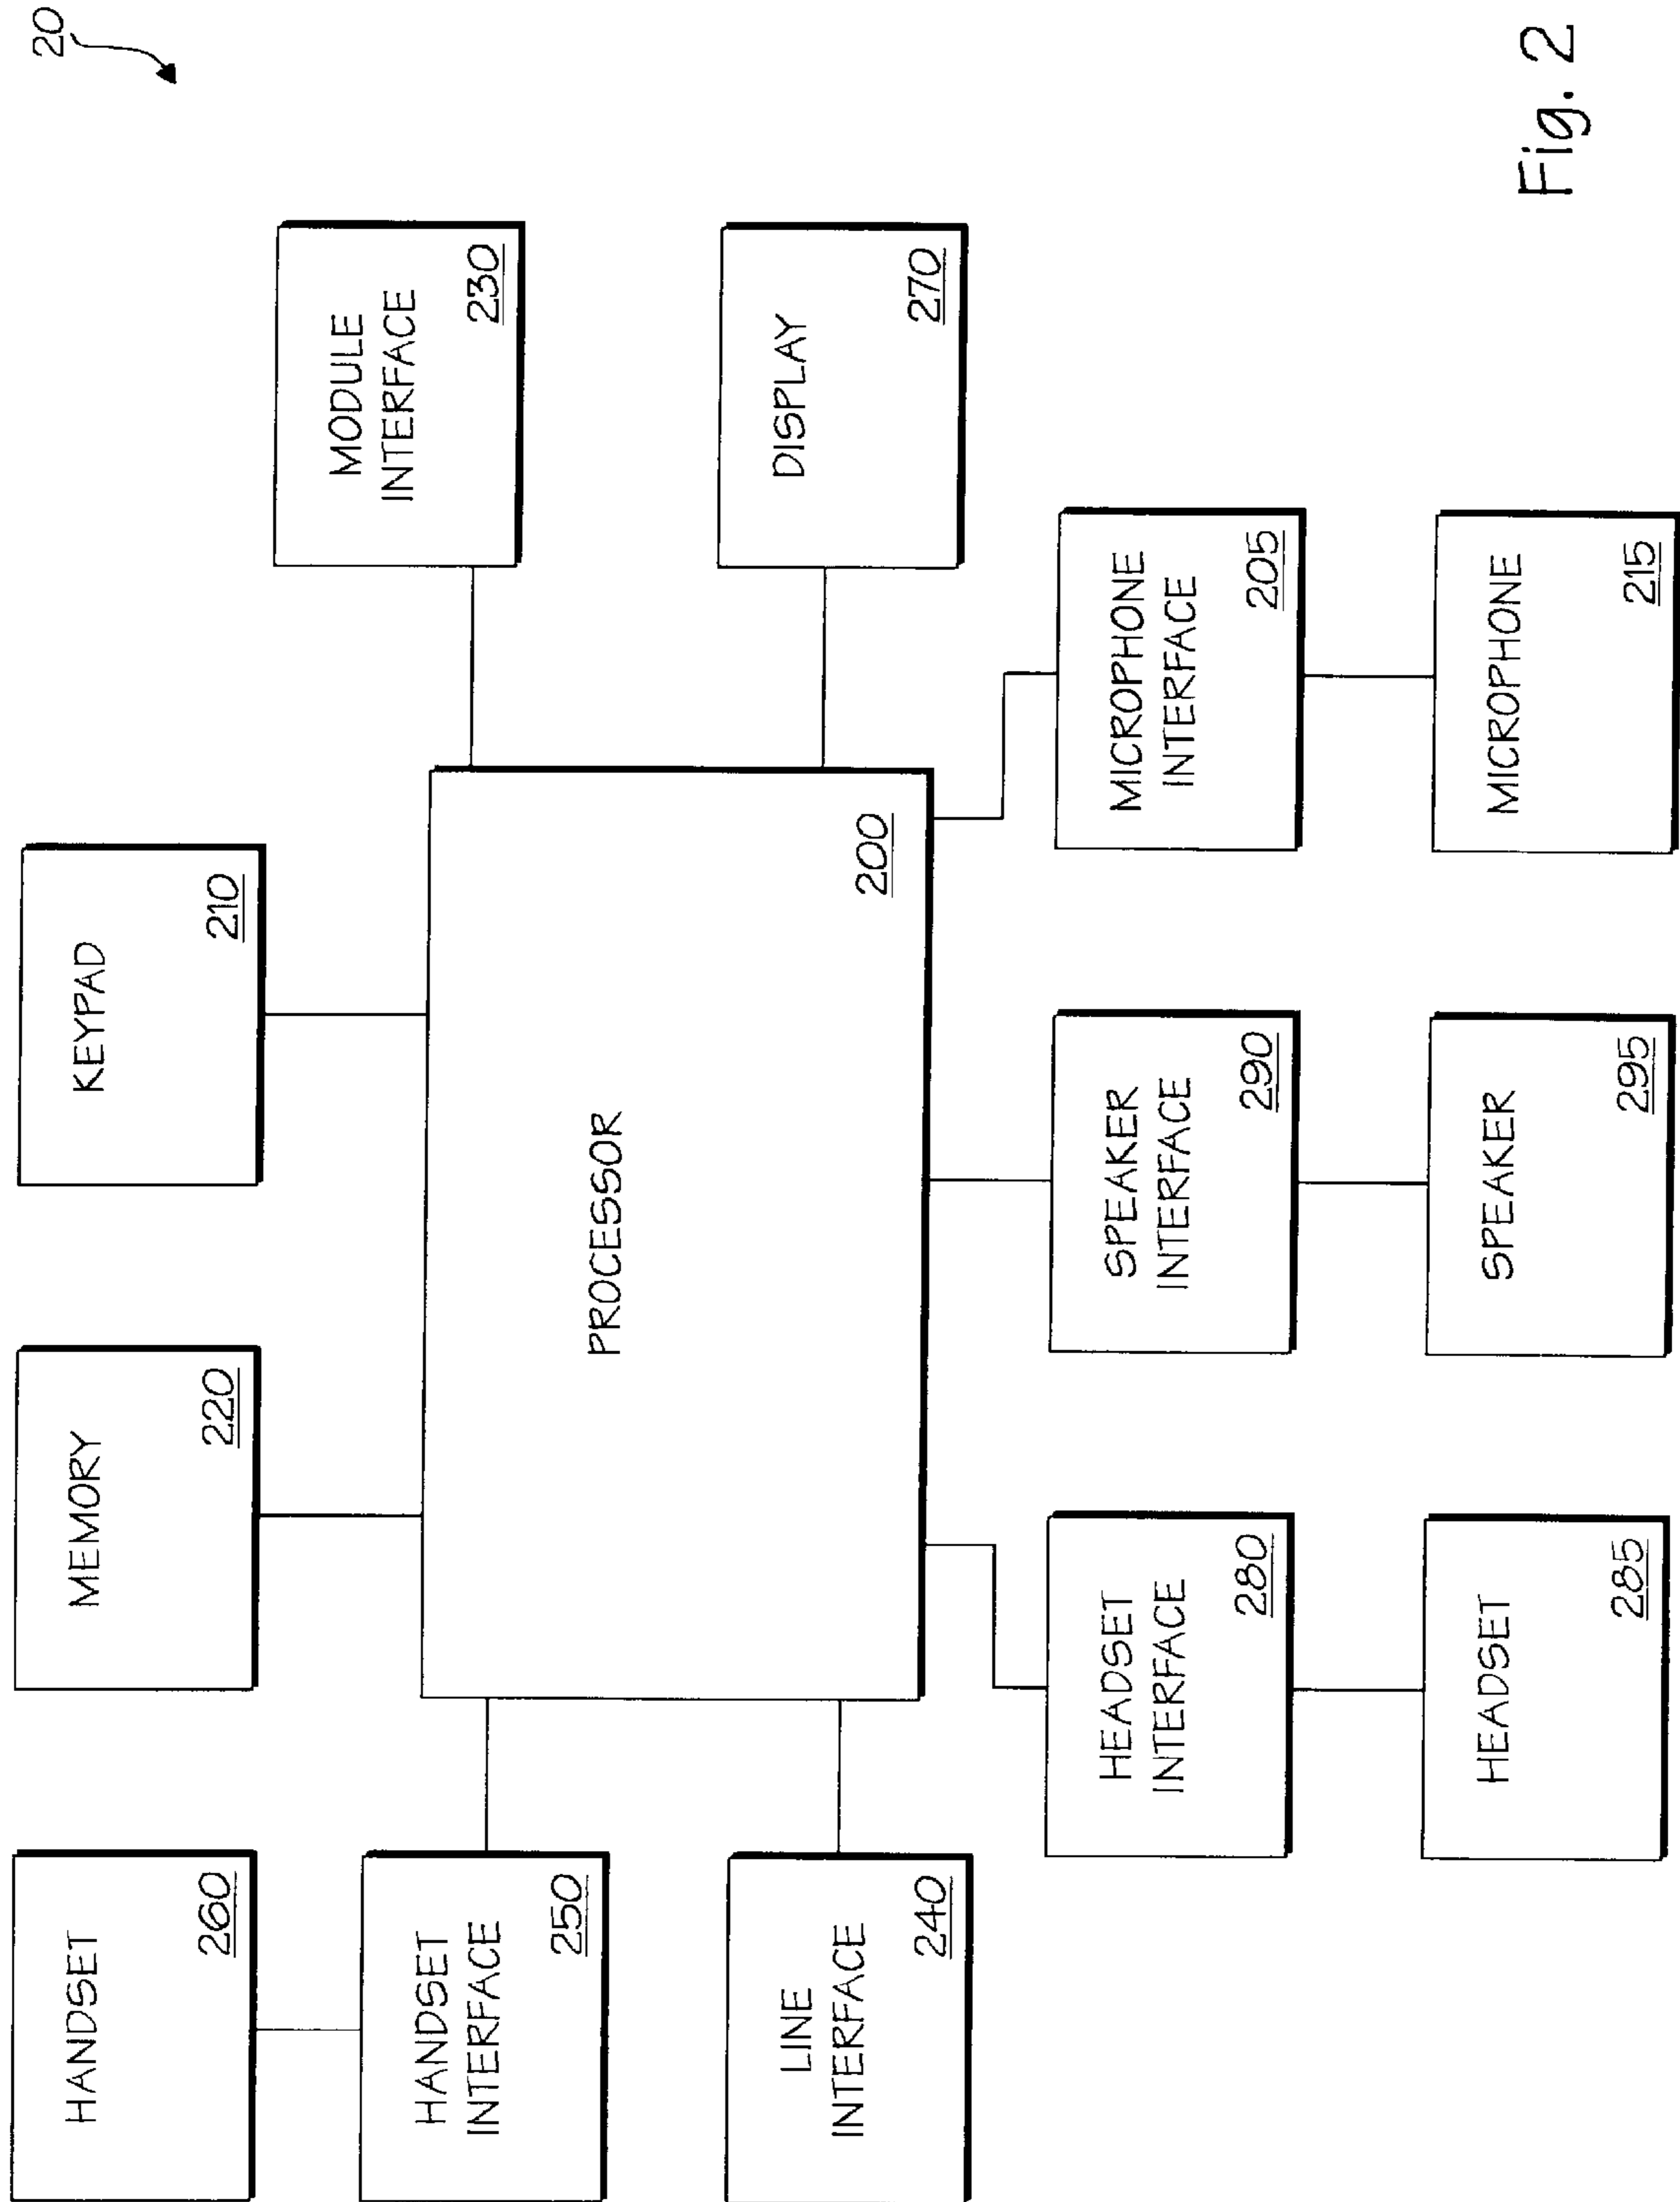 20
HANDSET
260
MEMORY
220
KEYPAD
210
HANDSET
INTERFACE
250
MODULE
INTERFACE
230
PROCESSOR
200
LINE
INTERFACE
240
DISPLAY
270
HEADSET
INTERFACE
280
SPEAKER
INTERFACE
290
MICROPHONE
INTERFACE
205
HEADSET
285
SPEAKER
295
MICROPHONE
215
Fig. 2